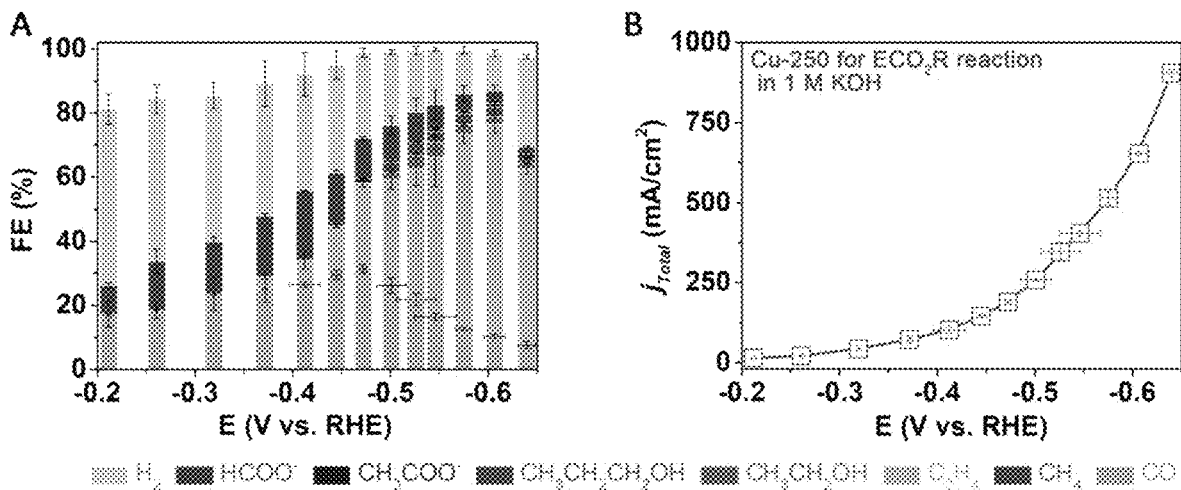 A
FE (%)
100
80
60
40
20
0
-0.2 -0.3 -0.4 -0.5 -0.6
E (V vs. RHE)
B
Cu-250 for ECO₂R reaction
in 1 M KOH
j_Total (mA/cm²)
1000
750
500
250
0
-0.2 -0.3 -0.4 -0.5 -0.6
E (V vs. RHE)
H₂ HCOO⁻ CH₃COO⁻ CH₃CH₂CH₂OH CH₃CH₂OH C₂H₄ CH₄ CO